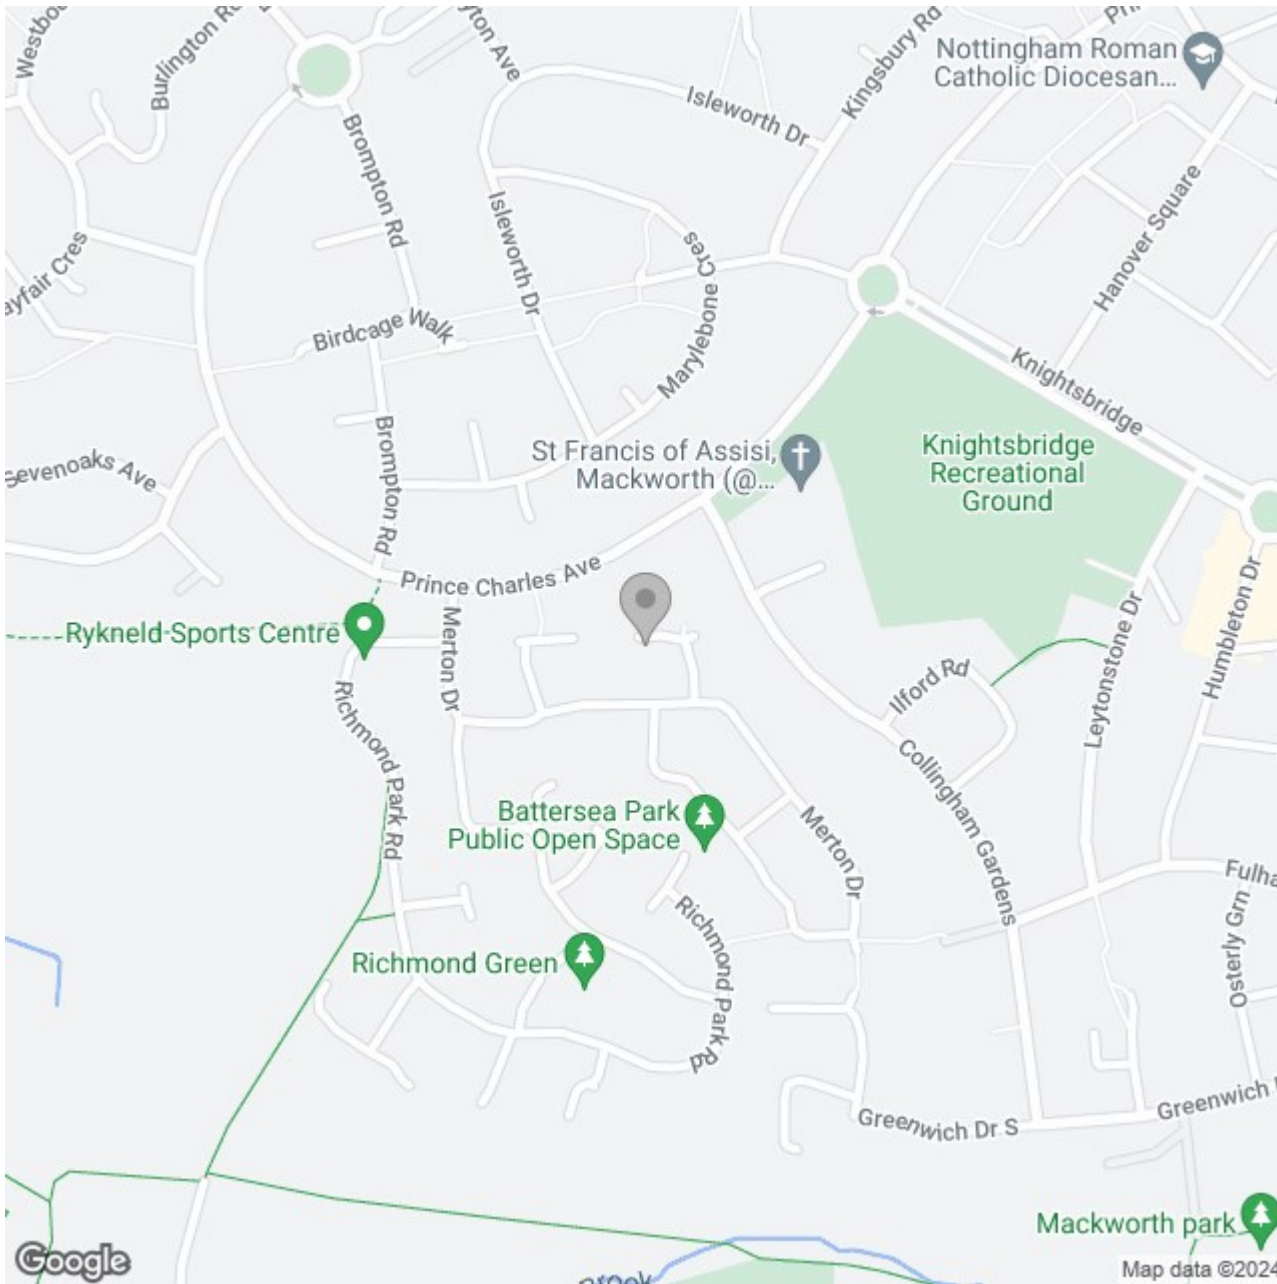 Westbou
Burlington Rd
yton Ave
Kingsbury Rd
Nottingham Roman
Catholic Diocesan...
Isleworth Dr
Brompton Rd
Isleworth Dr
Hanover Square
ayfair Cres
Marylebone Cres
Birdcage Walk
Knightsbridge
Brompton Rd
St Francis of Assisi,
Mackworth (@...
Knightsbridge
Recreational
Ground
Sevenoaks Ave
Prince Charles Ave
Humbleton Dr
Rykneld Sports Centre
Merton Dr
Leytonstone Dr
Ilford Rd
Richmond Park Rd
Collingham Gardens
Battersea Park
Public Open Space
Merton Dr
Fulha
Richmond Green
Richmond Park Rd
Osterly Grn
Greenwich Dr S
Greenwich
Mackworth park
Google
Brook
Map data ©2024